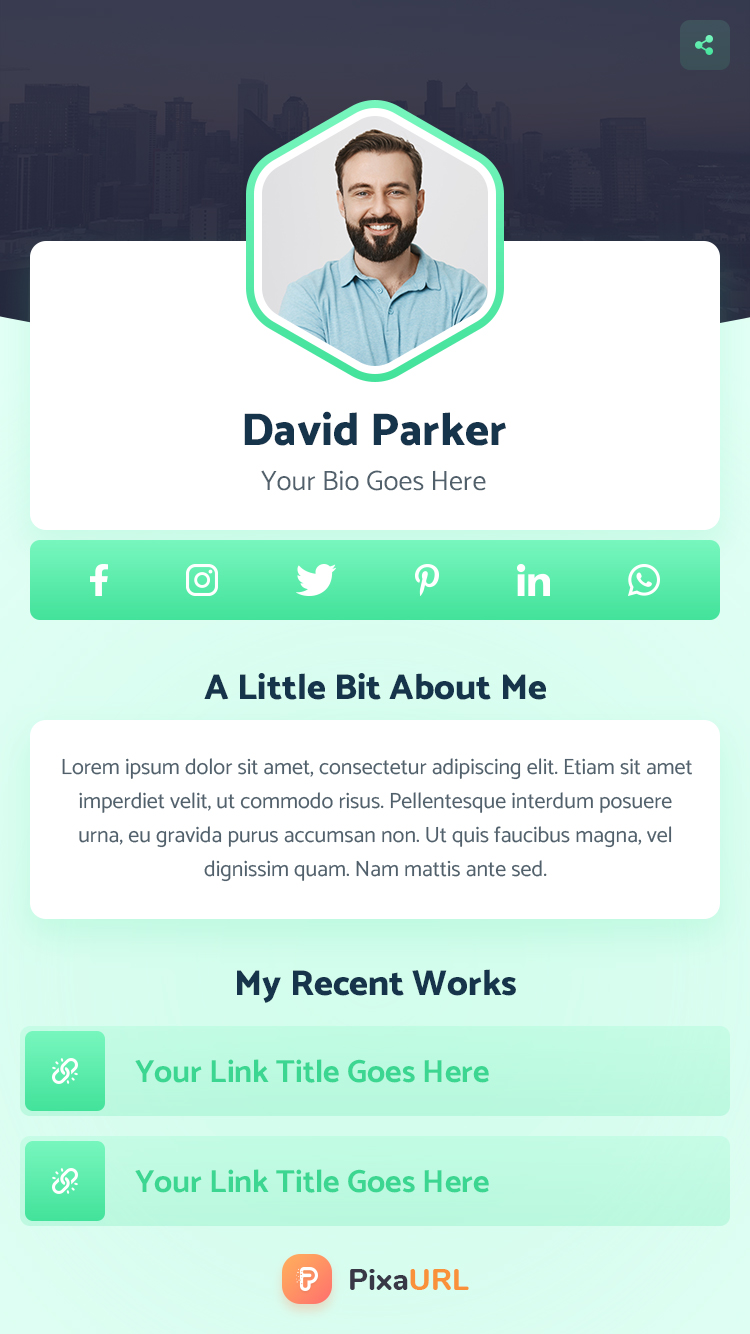 David Parker
Your Bio Goes Here
A Little Bit About Me
Lorem ipsum dolor sit amet, consectetur adipiscing elit. Etiam sit amet
imperdiet velit, ut commodo risus. Pellentesque interdum posuere
urna, eu gravida purus accumsan non. Ut quis faucibus magna, vel
dignissim quam. Nam mattis ante sed.
My Recent Works
Your Link Title Goes Here
Your Link Title Goes Here
PixaURL